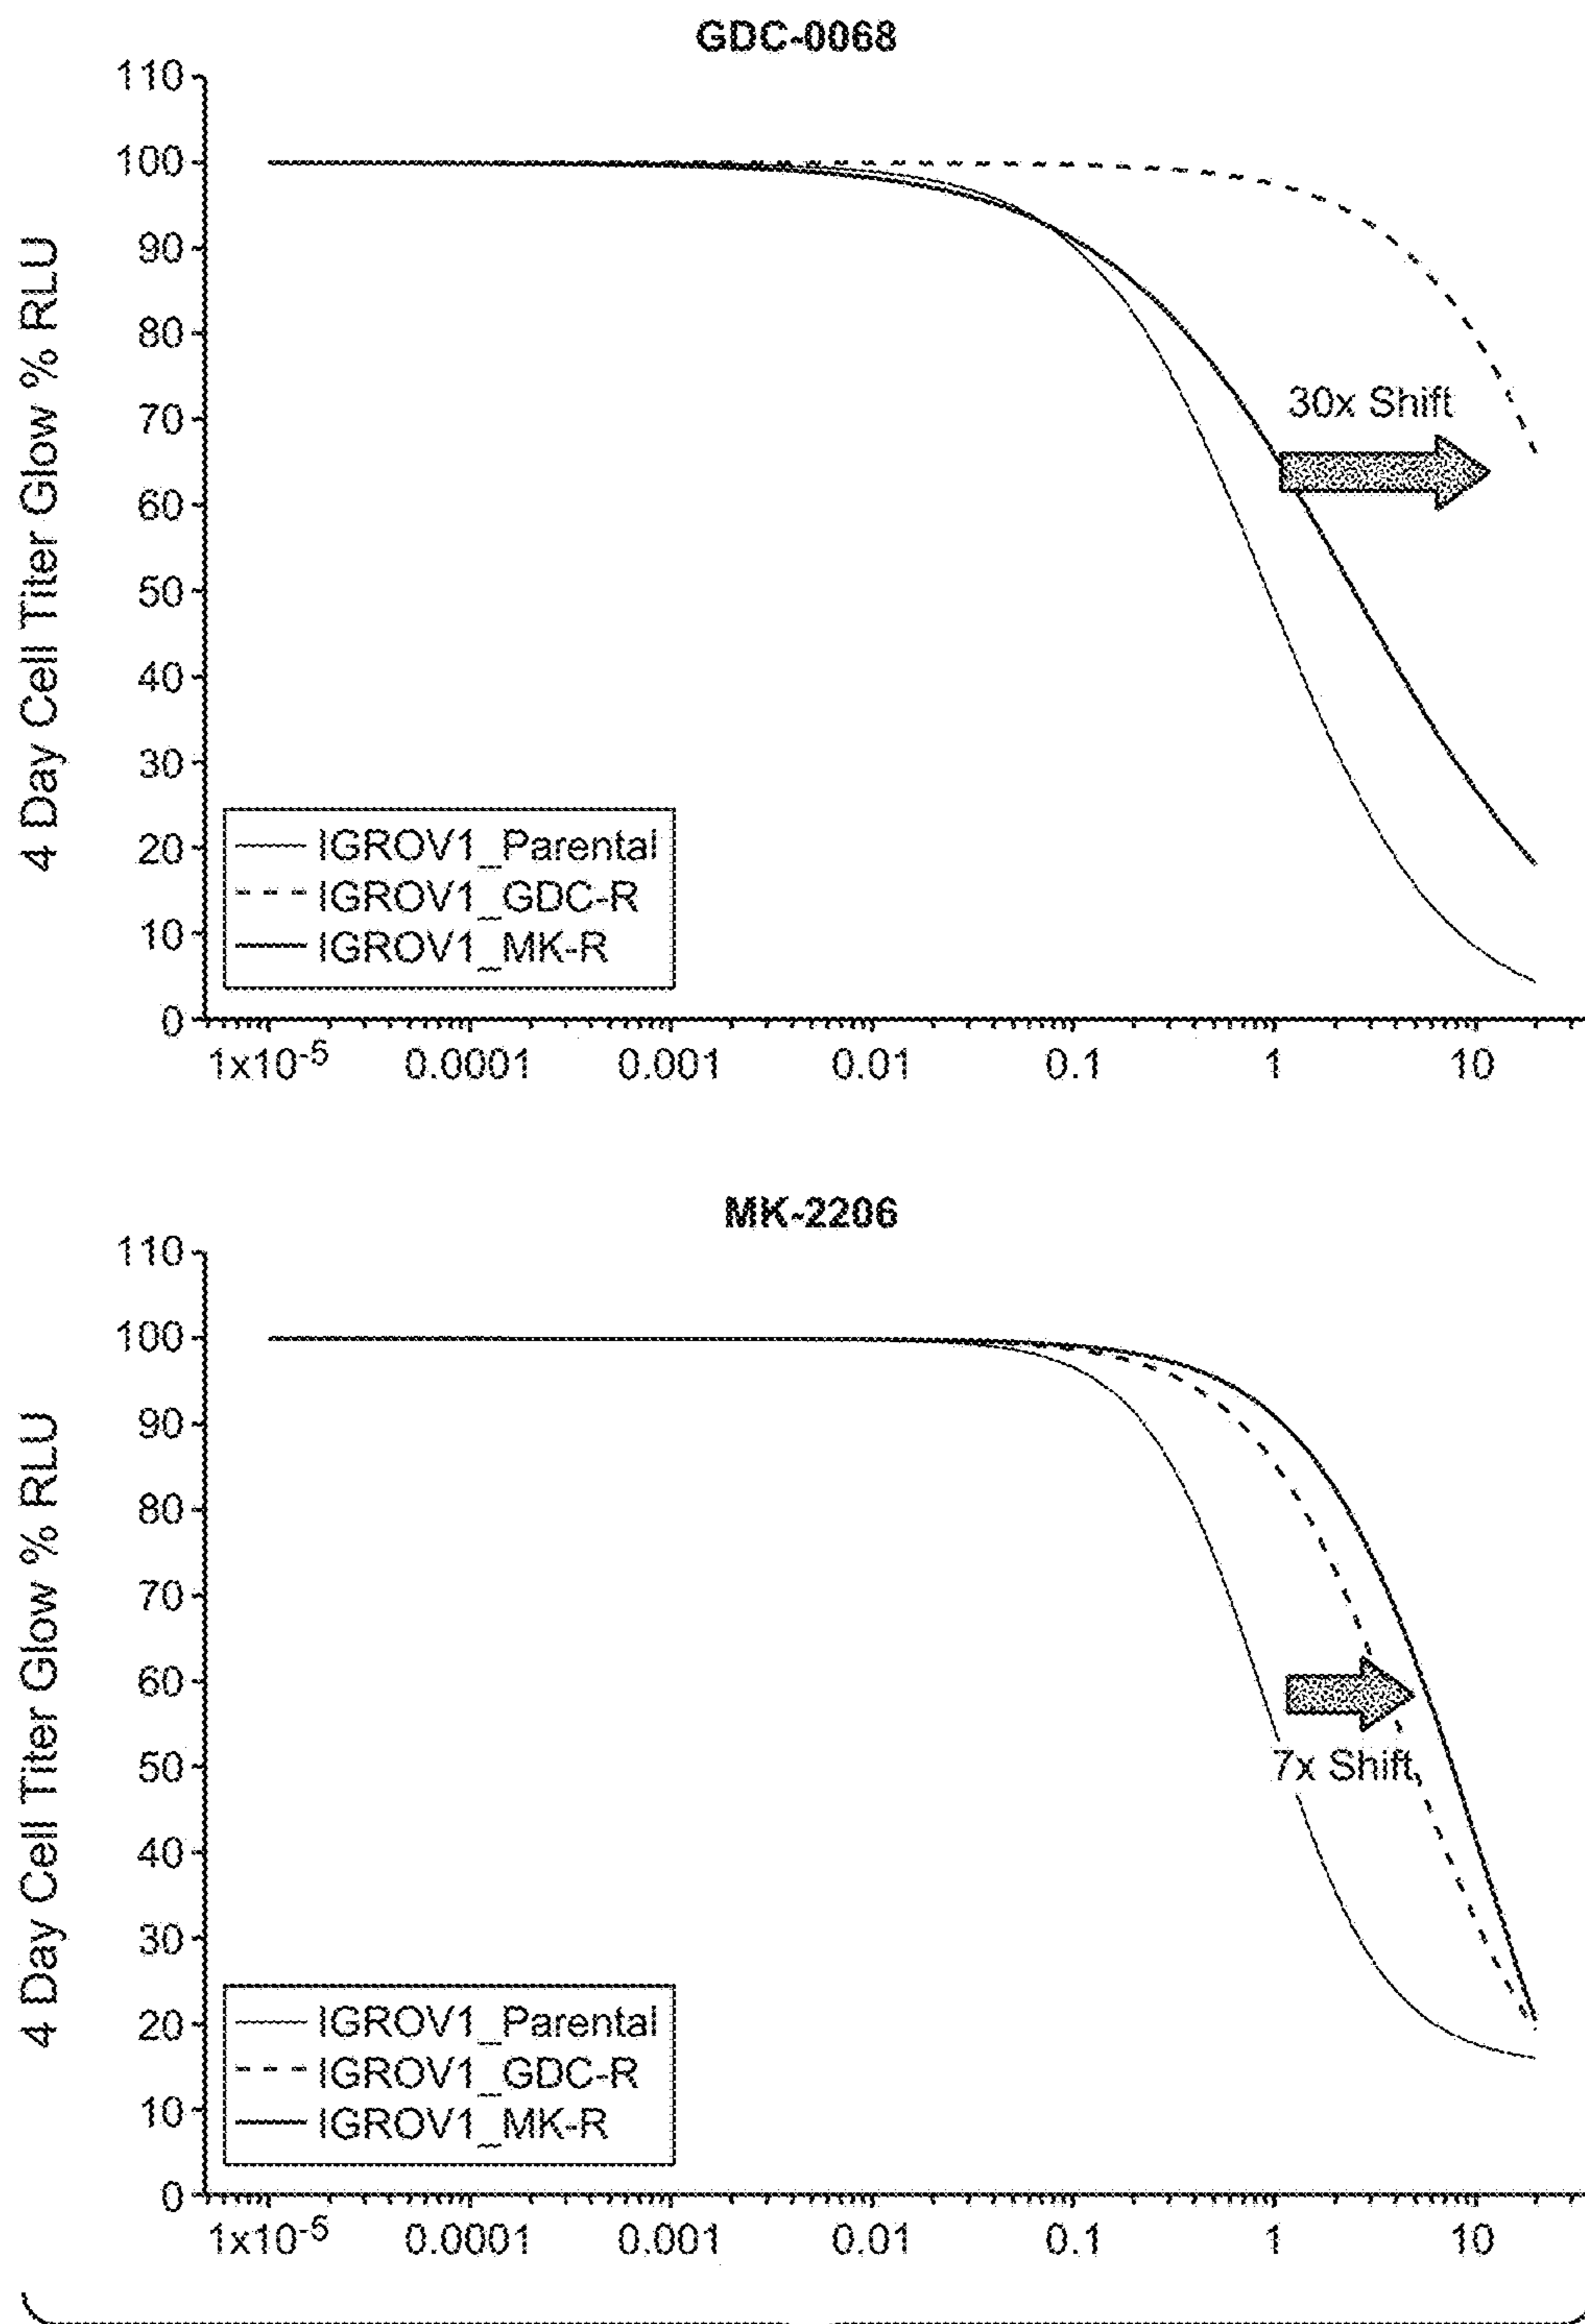 GDC-0068
4 Day Cell Titer Glow % RLU
110
100
90
80
70
60
50
40
30
20
10
0
30x Shift
IGROV1_Parental
IGROV1_GDC-R
IGROV1_MK-R
1x10-5 0.0001 0.001 0.01 0.1 1 10
MK-2206
4 Day Cell Titer Glow % RLU
110
100
90
80
70
60
50
40
30
20
10
0
7x Shift
IGROV1_Parental
IGROV1_GDC-R
IGROV1_MK-R
1x10-5 0.0001 0.001 0.01 0.1 1 10